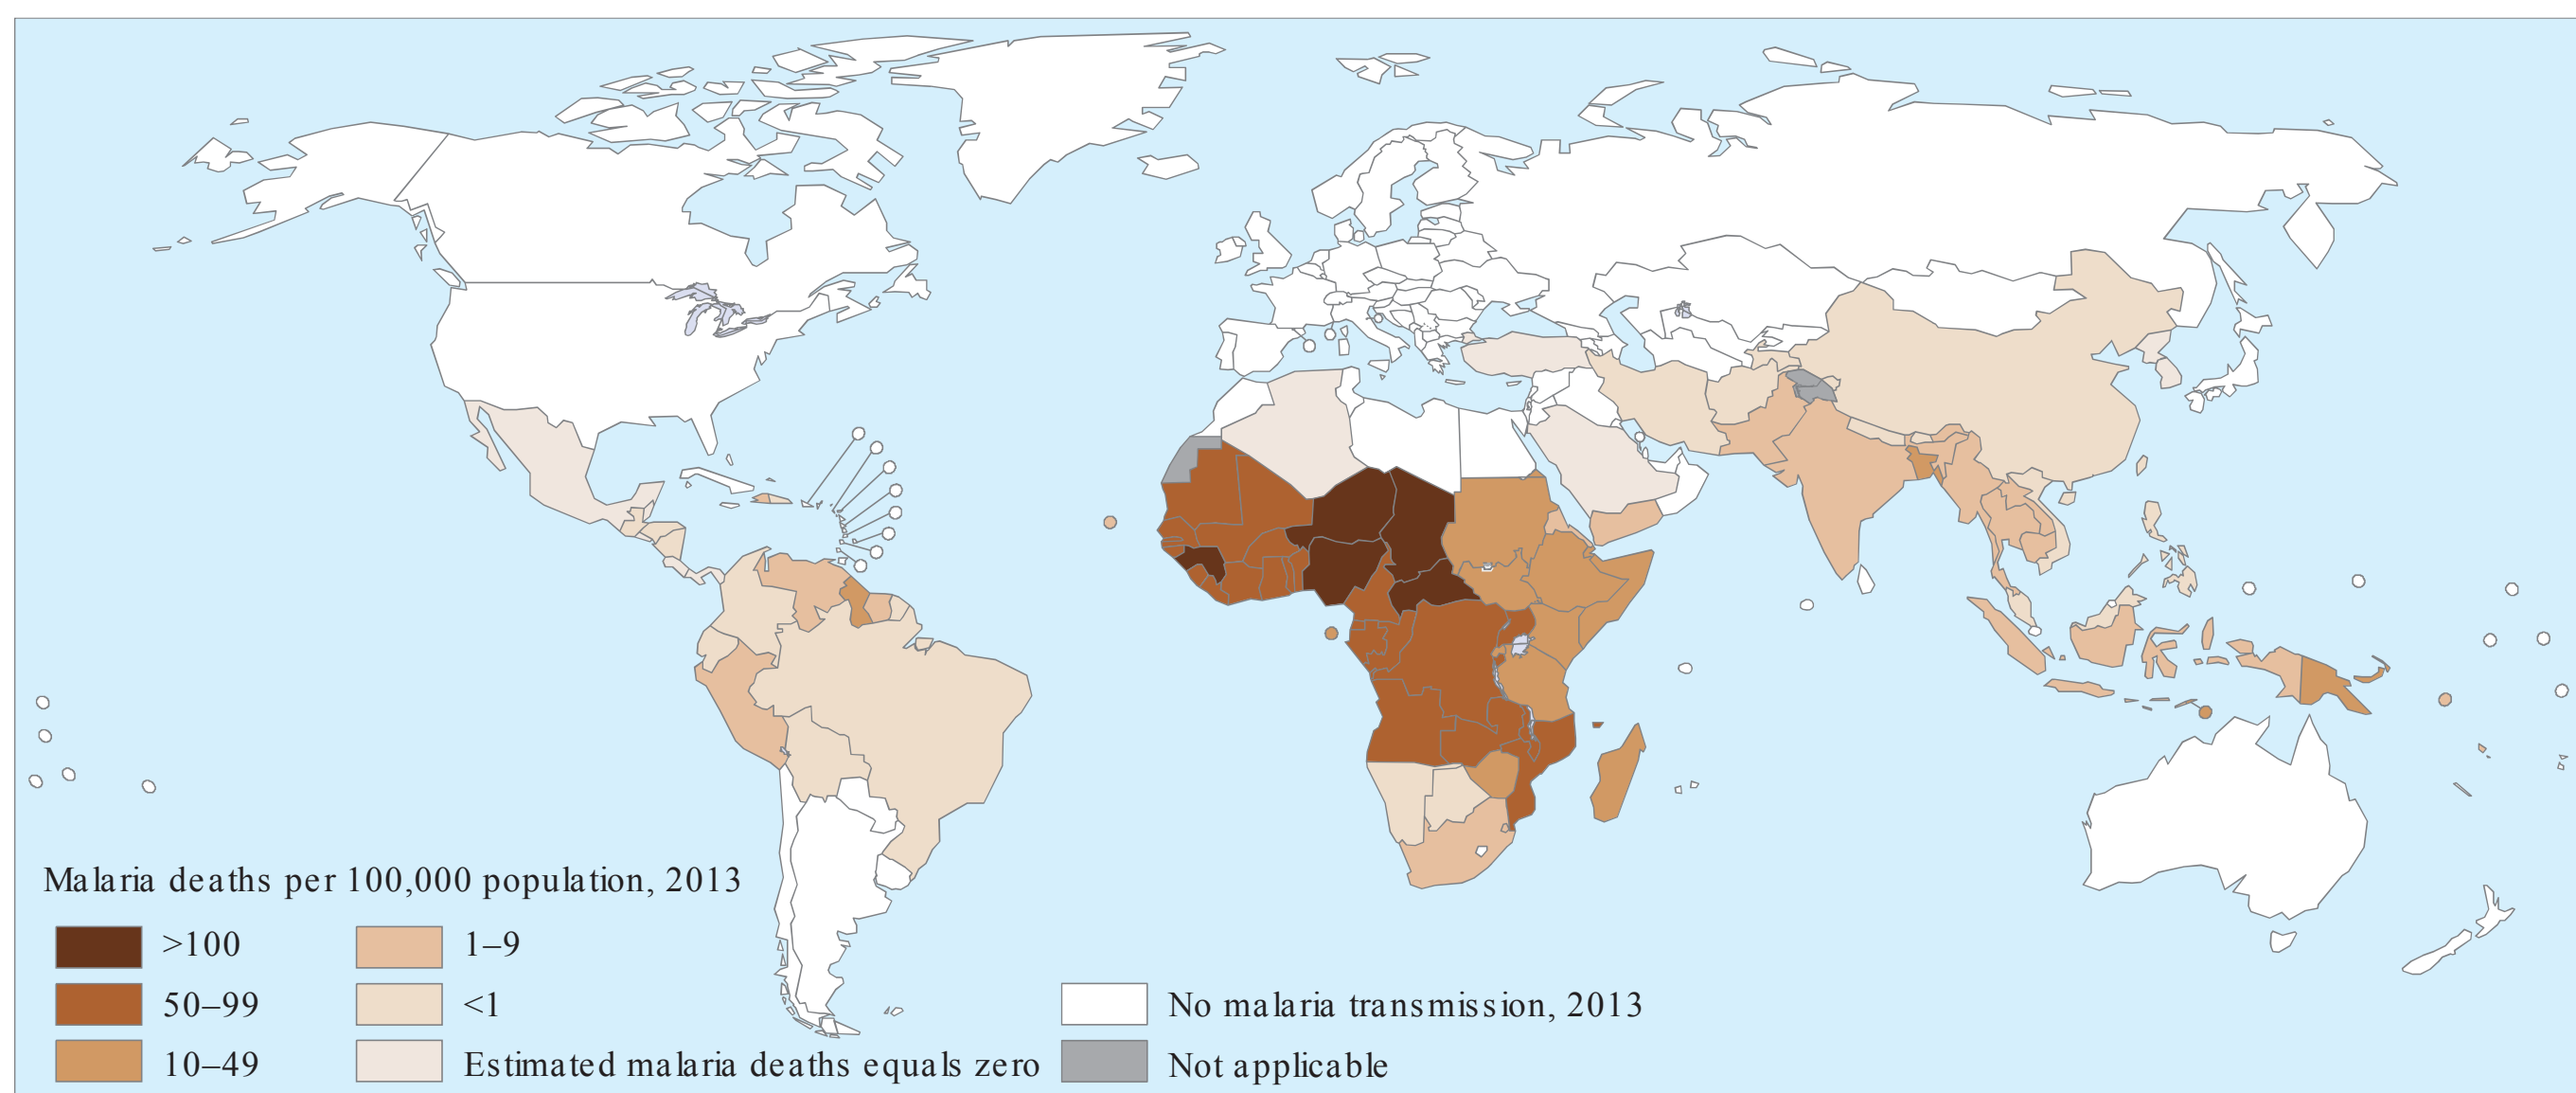 Malaria deaths per 100,000 population, 2013
>100
50–99
10–49
1–9
<1
Estimated malaria deaths equals zero
No malaria transmission, 2013
Not applicable